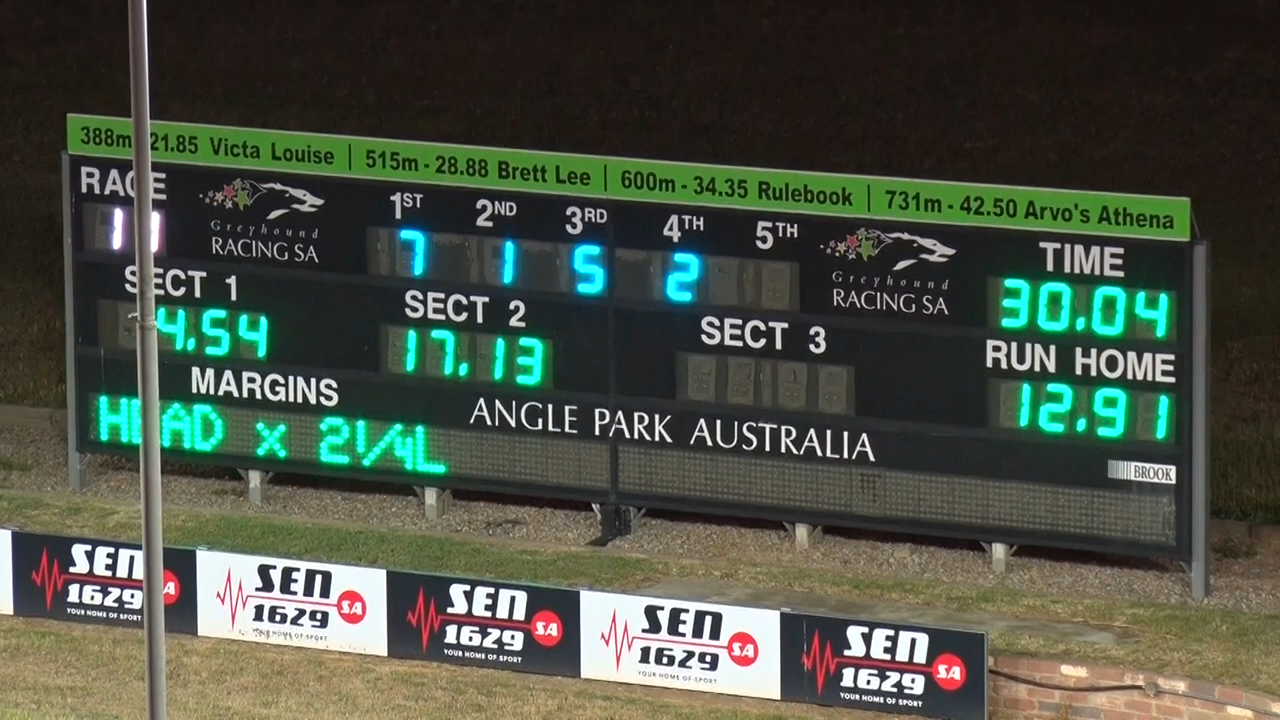 388m 21.85 Victa Louise | 515m - 28.88 Brett Lee | 600m - 34.35 Rulebook | 731m - 42.50 Arvo's Athena
RACE
11
Greyhound
RACING SA
1ST 2ND 3RD 4TH 5TH
7 1 5 2
Greyhound
RACING SA
TIME
30.04
SECT 1
4.54
SECT 2
17.13
SECT 3
RUN HOME
12.91
MARGINS
HEAD x 2 1/4L
ANGLE PARK AUSTRALIA
BROOK
SEN
1629 SA
YOUR HOME OF SPORT
SEN
1629 SA
YOUR HOME OF SPORT
SEN
1629 SA
YOUR HOME OF SPORT
SEN
1629 SA
YOUR HOME OF SPORT
SEN
1629 SA
YOUR HOME OF SPORT